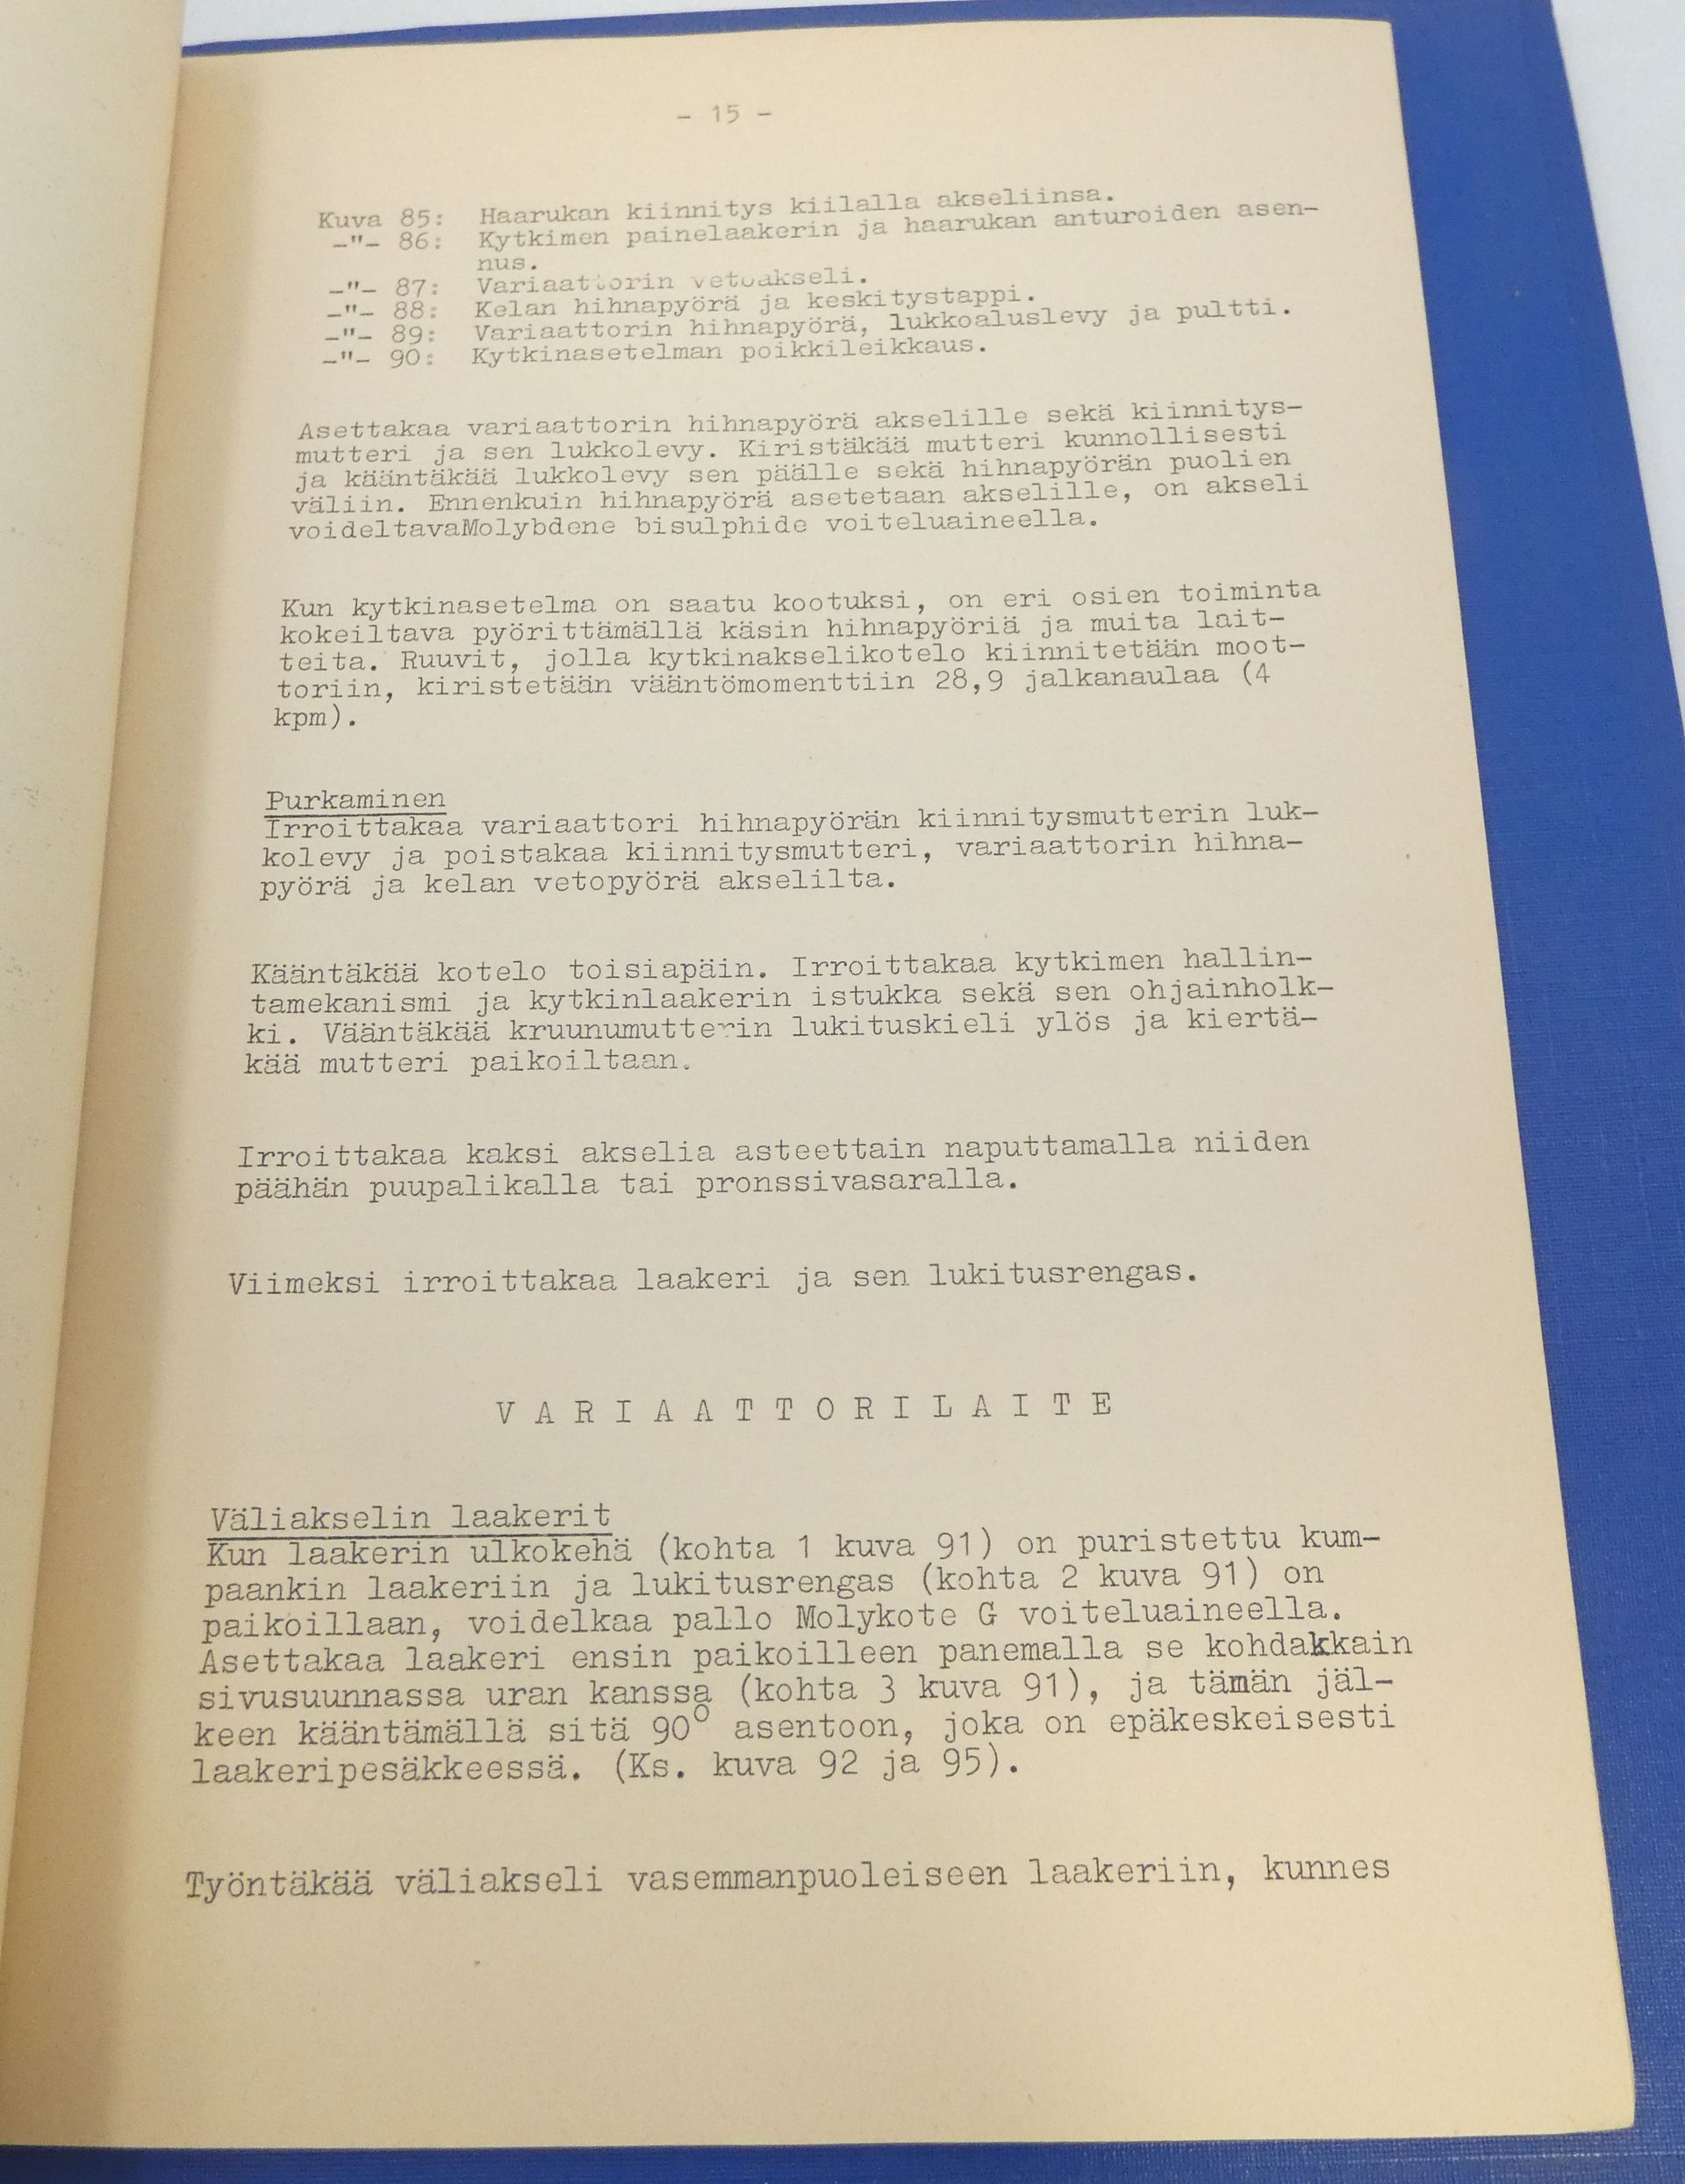 - 15 -
Kuva 85: Haarukan kiinnitys kiilalla akseliinsa.
-"- 86: Kytkimen painelaakerin ja haarukan anturoiden asen-
nus.
-"- 87: Variaattorin vetoakseli.
-"- 88: Kelan hihnapyörä ja keskitystappi.
-"- 89: Variaattorin hihnapyörä, lukkoaluslevy ja pultti.
-"- 90: Kytkinasetelman poikkileikkaus.
Asettakaa variaattorin hihnapyörä akselille sekä kiinnitys-
mutteri ja sen lukkolevy. Kiristäkää mutteri kunnollisesti
ja kääntäkää lukkolevy sen päälle sekä hihnapyörän puolien
väliin. Ennenkuin hihnapyörä asetetaan akselille, on akseli
voideltavaMolybdene bisulphide voiteluaineella.
Kun kytkinasetelma on saatu kootuksi, on eri osien toiminta
kokeiltava pyörittämällä käsin hihnapyöriä ja muita lait-
teita. Ruuvit, jolla kytkinakselikotelo kiinnitetään moot-
toriin, kiristetään vääntömomenttiin 28,9 jalkanaulaa (4
kpm).
Purkaminen
Irroittakaa variaattori hihnapyörän kiinnitysmutterin luk-
kolevy ja poistakaa kiinnitysmutteri, variaattorin hihna-
pyörä ja kelan vetopyörä akselilta.
Kääntäkää kotelo toisiapäin. Irroittakaa kytkimen hallin-
tamekanismi ja kytkinlaakerin istukka sekä sen ohjainholk-
ki. Vääntäkää kruunumutterin lukituskieli ylös ja kiertä-
kää mutteri paikoiltaan.
Irroittakaa kaksi akselia asteettain naputtamalla niiden
päähän puupalikalla tai pronssivasaralla.
Viimeksi irroittakaa laakeri ja sen lukitusrengas.
V A R I A A T T O R I L A I T E
Väliakselin laakerit
Kun laakerin ulkokehä (kohta 1 kuva 91) on puristettu kum-
paankin laakeriin ja lukitusrengas (kohta 2 kuva 91) on
paikoillaan, voidelkaa pallo Molykote G voiteluaineella.
Asettakaa laakeri ensin paikoilleen panemalla se kohdakkain
sivusuunnassa uran kanssa (kohta 3 kuva 91), ja tämän jäl-
keen kääntämällä sitä 90° asentoon, joka on epäkeskeisesti
laakeripesäkkeessä. (Ks. kuva 92 ja 95).
Työntäkää väliakseli vasemmanpuoleiseen laakeriin, kunnes